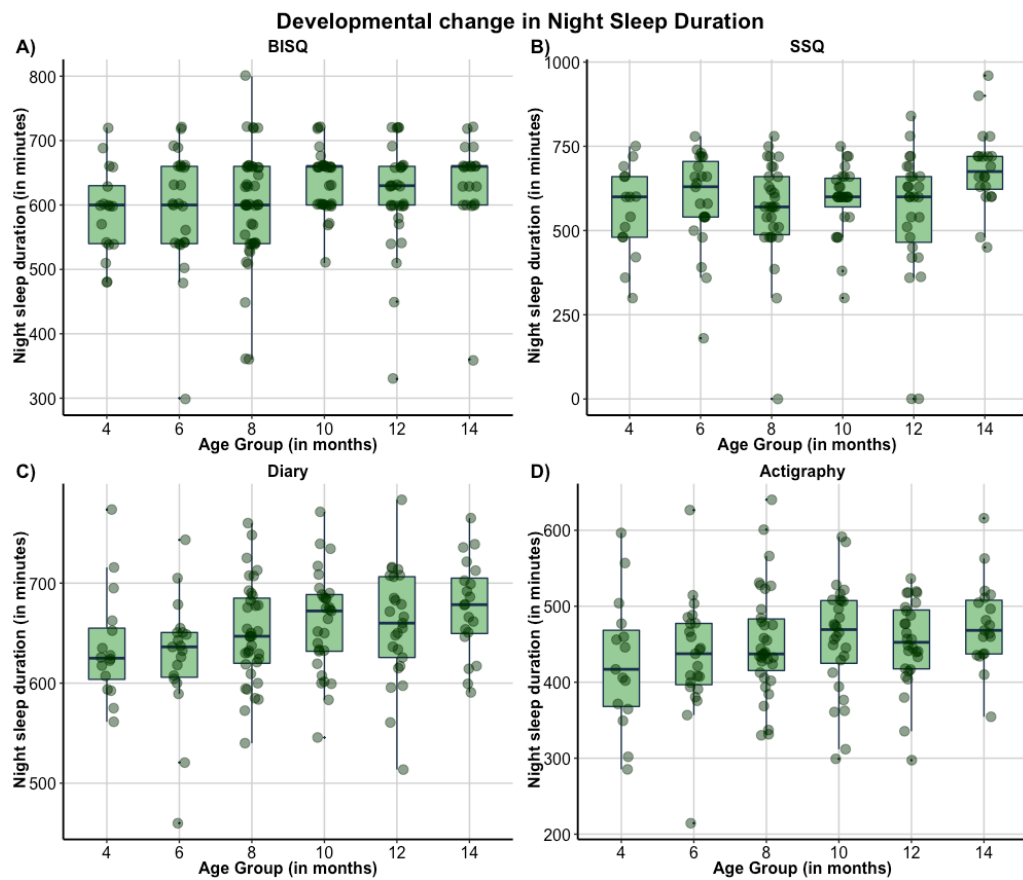 Developmental change in Night Sleep Duration
A)
BISQ
Night sleep duration (in minutes)
800
700
600
500
400
300
4 6 8 10 12 14
Age Group (in months)
B)
SSQ
Night sleep duration (in minutes)
1000
750
500
250
0
4 6 8 10 12 14
Age Group (in months)
C)
Diary
Night sleep duration (in minutes)
700
600
500
4 6 8 10 12 14
Age Group (in months)
D)
Actigraphy
Night sleep duration (in minutes)
600
500
400
300
200
4 6 8 10 12 14
Age Group (in months)